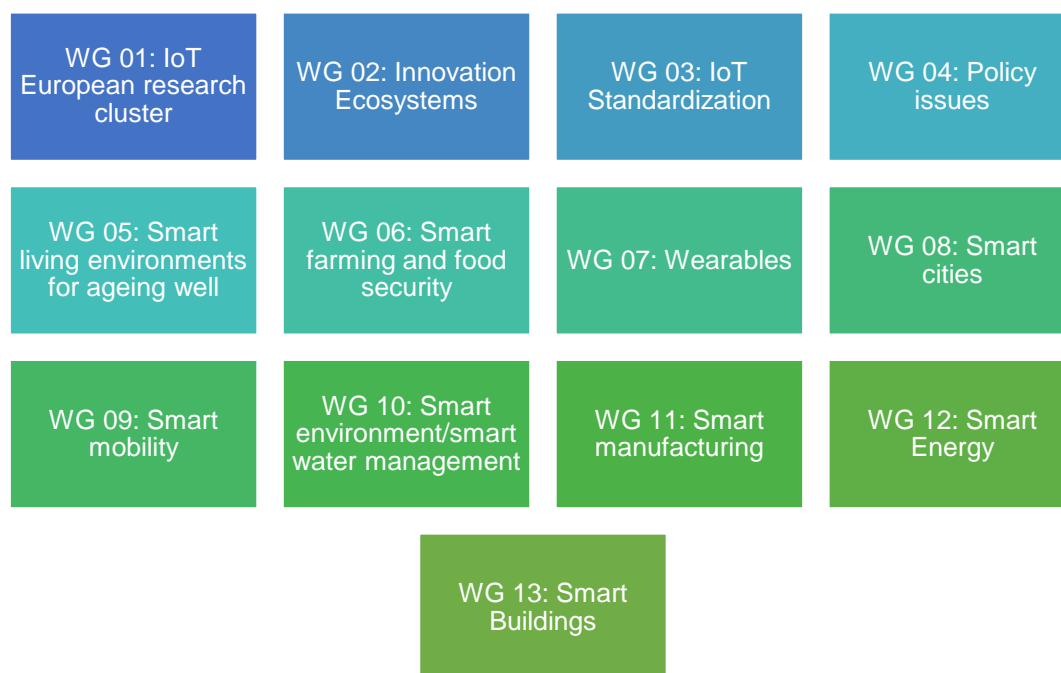 WG 01: IoT
European research
cluster
WG 02: Innovation
Ecosystems
WG 03: IoT
Standardization
WG 04: Policy
issues
WG 05: Smart
living environments
for ageing well
WG 06: Smart
farming and food
security
WG 07: Wearables
WG 08: Smart
cities
WG 09: Smart
mobility
WG 10: Smart
environment/smart
water management
WG 11: Smart
manufacturing
WG 12: Smart
Energy
WG 13: Smart
Buildings